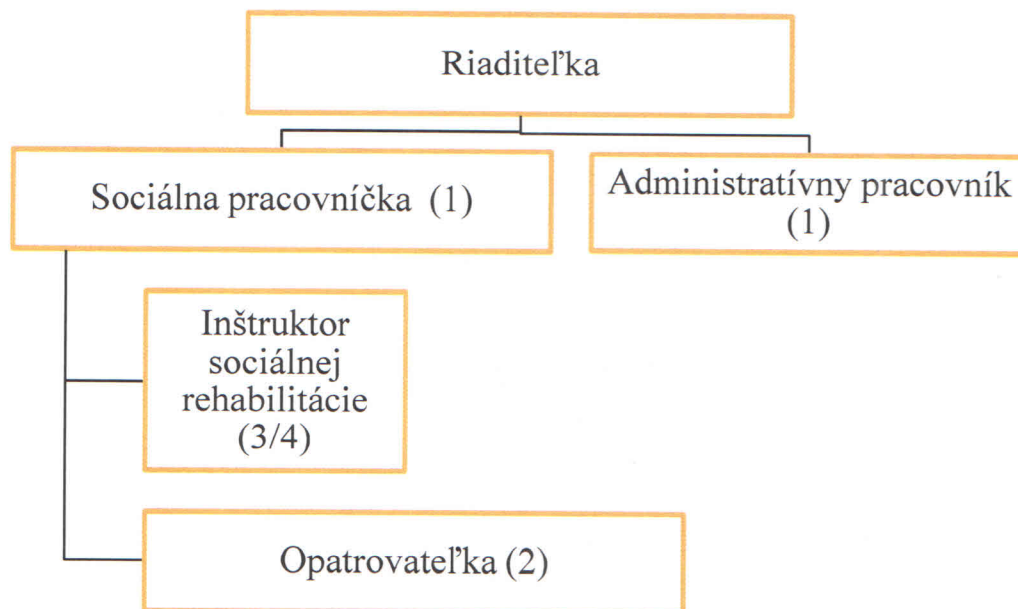 Riaditeľka
Sociálna pracovníčka (1)
Administratívny pracovník
(1)
Inštruktor
sociálnej
rehabilitácie
(3/4)
Opatrovateľka (2)